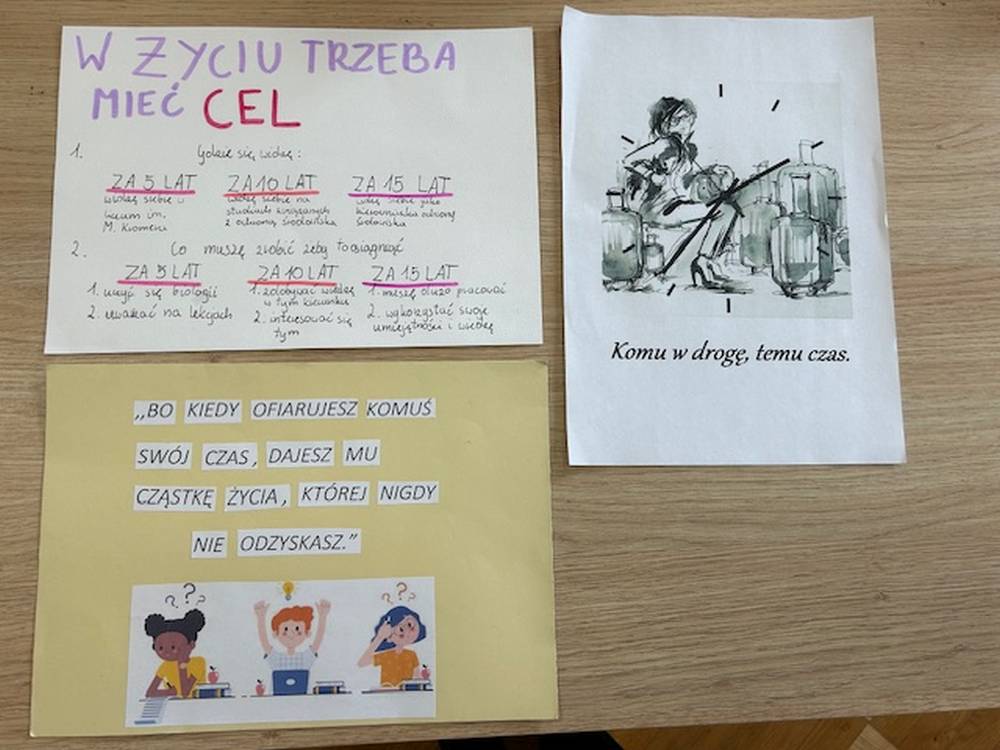 W ŻYCIU TRZEBA
MIEĆ CEL
1. Gdzie się widzę:
ZA 5 LAT
widzę siebie w
liceum im.
M. Kromera
ZA 10 LAT
widzę siebie na
studiach związanych
z ochroną środowiska
ZA 15 LAT
widzę siebie jako
kierowniczka ochrony
środowiska
2. Co muszę zrobić żeby to osiągnąć
ZA 5 LAT
1. uczyć się biologii
2. uważać na lekcjach
ZA 10 LAT
1. zdobywać wiedzę
w tym kierunku
2. interesować się
tym
ZA 15 LAT
1. muszę dużo pracować
2. wykorzystać swoje
umiejętności i wiedzę
Komu w drogę, temu czas.
„BO KIEDY OFIARUJESZ KOMUŚ
SWÓJ CZAS, DAJESZ MU
CZĄSTKĘ ŻYCIA, KTÓREJ NIGDY
NIE ODZYSKASZ."
? ? ?
? ? ?